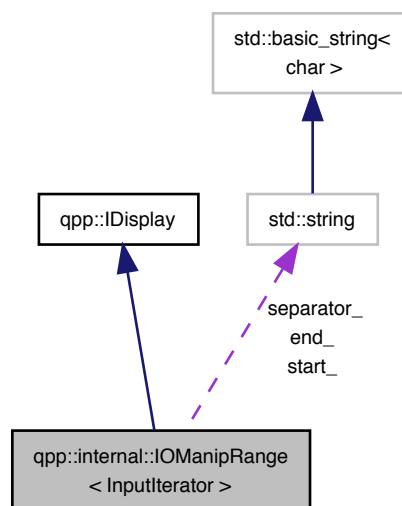 std::basic_string<
char >
qpp::IDisplay
std::string
separator_
end_
start_
qpp::internal::IOManipRange
< InputIterator >